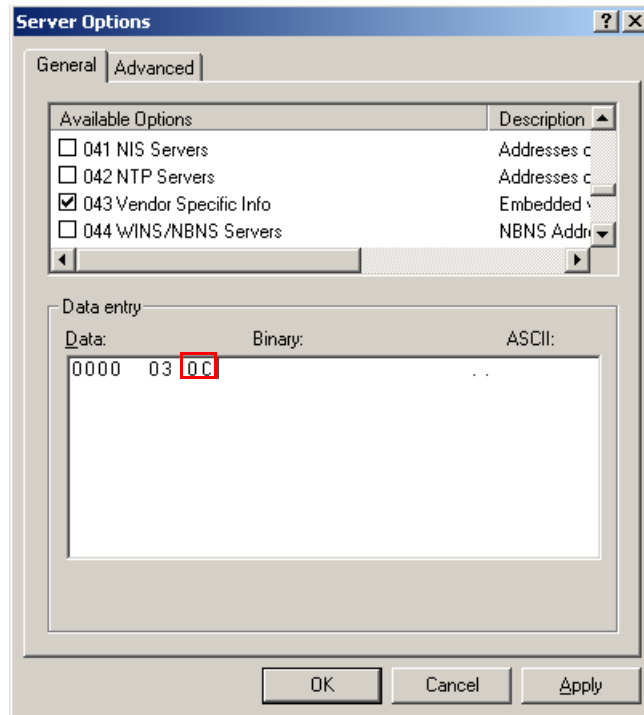 Server Options
General Advanced
Available Options Description
041 NIS Servers Addresses c
042 NTP Servers Addresses c
043 Vendor Specific Info Embedded
044 WINS/NBNS Servers NBNS Addr
Data entry
Data: Binary: ASCII:
0000 03 0C . .
OK Cancel Apply